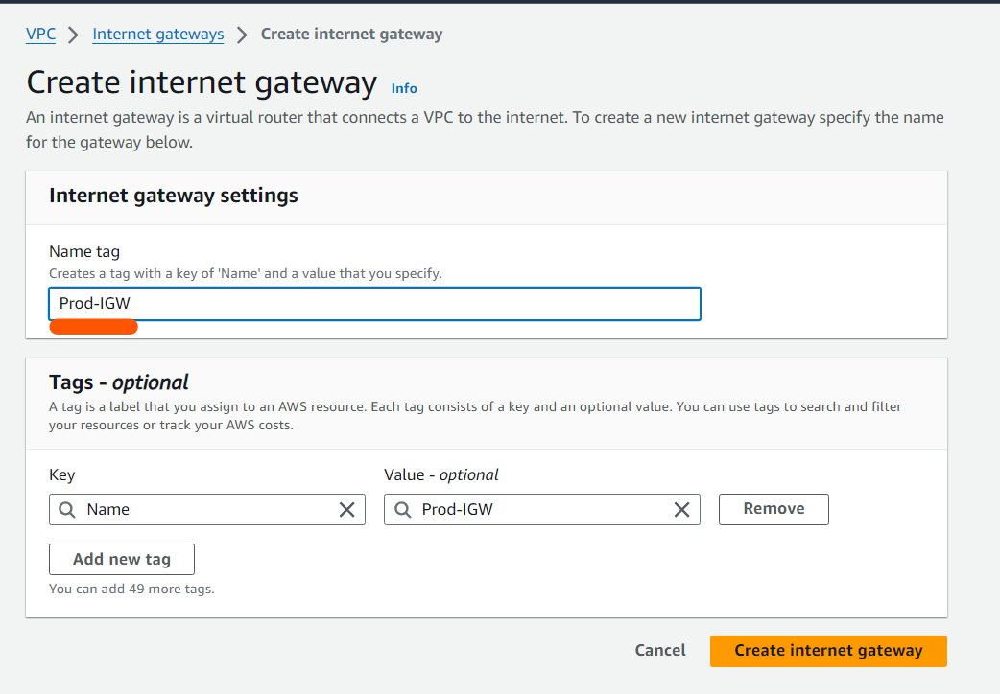 VPC > Internet gateways > Create internet gateway
Create internet gateway Info
An internet gateway is a virtual router that connects a VPC to the internet. To create a new internet gateway specify the name
for the gateway below.
Internet gateway settings
Name tag
Creates a tag with a key of 'Name' and a value that you specify.
Prod-IGW
Tags - optional
A tag is a label that you assign to an AWS resource. Each tag consists of a key and an optional value. You can use tags to search and filter
your resources or track your AWS costs.
Key Value - optional
Name Prod-IGW Remove
Add new tag
You can add 49 more tags.
Cancel Create internet gateway